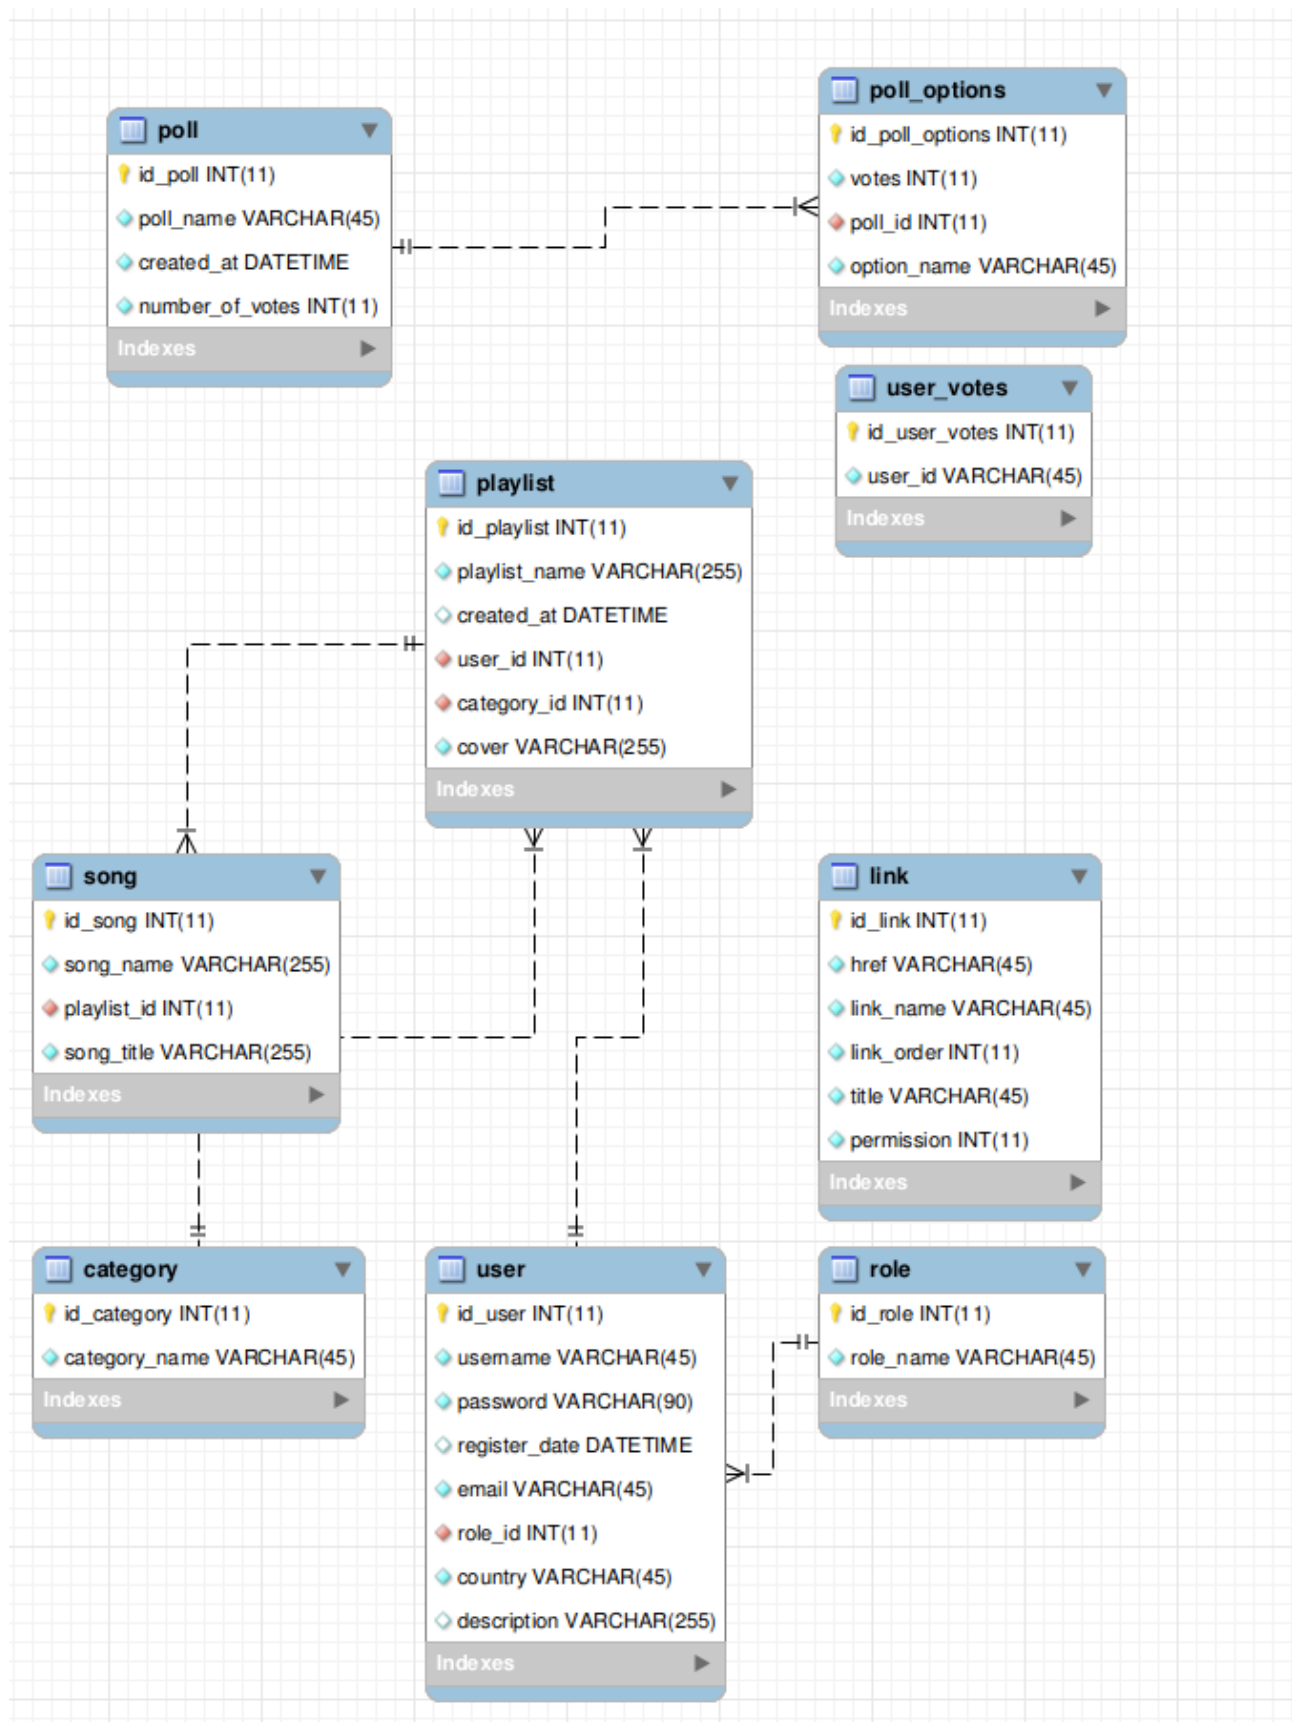 poll
id_poll INT(11)
poll_name VARCHAR(45)
created_at DATETIME
number_of_votes INT(11)
Indexes
poll_options
id_poll_options INT(11)
votes INT(11)
poll_id INT(11)
option_name VARCHAR(45)
Indexes
user_votes
id_user_votes INT(11)
user_id VARCHAR(45)
Indexes
playlist
id_playlist INT(11)
playlist_name VARCHAR(255)
created_at DATETIME
user_id INT(11)
category_id INT(11)
cover VARCHAR(255)
Indexes
song
id_song INT(11)
song_name VARCHAR(255)
playlist_id INT(11)
song_title VARCHAR(255)
Indexes
link
id_link INT(11)
href VARCHAR(45)
link_name VARCHAR(45)
link_order INT(11)
title VARCHAR(45)
permission INT(11)
Indexes
category
id_category INT(11)
category_name VARCHAR(45)
Indexes
user
id_user INT(11)
username VARCHAR(45)
password VARCHAR(90)
register_date DATETIME
email VARCHAR(45)
role_id INT(11)
country VARCHAR(45)
description VARCHAR(255)
Indexes
role
id_role INT(11)
role_name VARCHAR(45)
Indexes